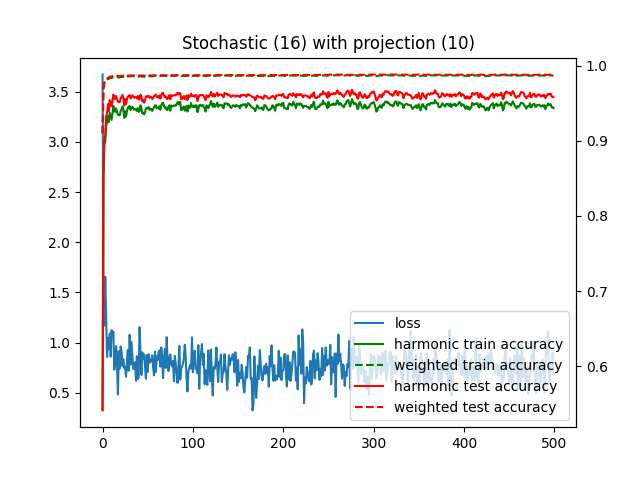 Stochastic (16) with projection (10)
3.5
3.0
2.5
2.0
1.5
1.0
0.5
1.0
0.9
0.8
0.7
0.6
loss
harmonic train accuracy
weighted train accuracy
harmonic test accuracy
weighted test accuracy
0 100 200 300 400 500